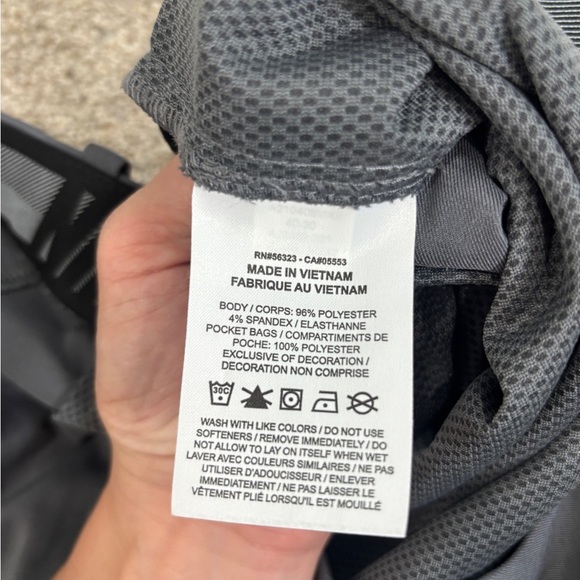 RN#56323 - CA#05553
MADE IN VIETNAM
FABRIQUE AU VIETNAM
BODY / CORPS: 96% POLYESTER
4% SPANDEX / ELASTHANNE
POCKET BAGS / COMPARTIMENTS DE
POCHE: 100% POLYESTER
EXCLUSIVE OF DECORATION /
DECORATION NON COMPRISE
30C
WASH WITH LIKE COLORS / DO NOT USE
SOFTENERS / REMOVE IMMEDIATELY / DO
NOT ALLOW TO LAY ON ITSELF WHEN WET
LAVER AVEC COULEURS SIMILAIRES / NE PAS
UTILISER D'ADOUCISSEUR / ENLEVER
IMMEDIATEMENT / NE PAS LAISSER LE
VÊTEMENT PLIÉ LORSQU'IL EST MOUILLÉ